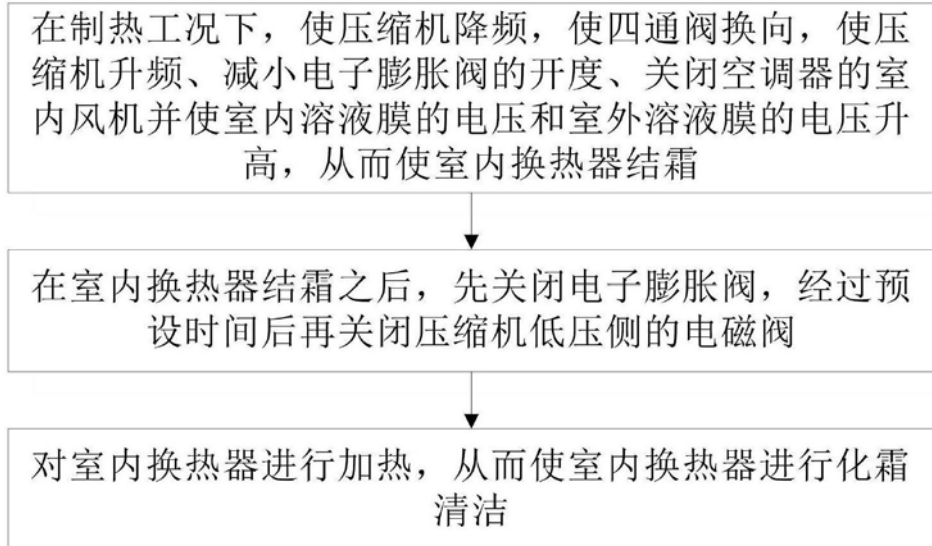 在制热工况下，使压缩机降频，使四通阀换向，使压
缩机升频、减小电子膨胀阀的开度、关闭空调器的室
内风机并使室内溶液膜的电压和室外溶液膜的电压升
高，从而使室内换热器结霜
在室内换热器结霜之后，先关闭电子膨胀阀，经过预
设时间后再关闭压缩机低压侧的电磁阀
对室内换热器进行加热，从而使室内换热器进行化霜
清洁